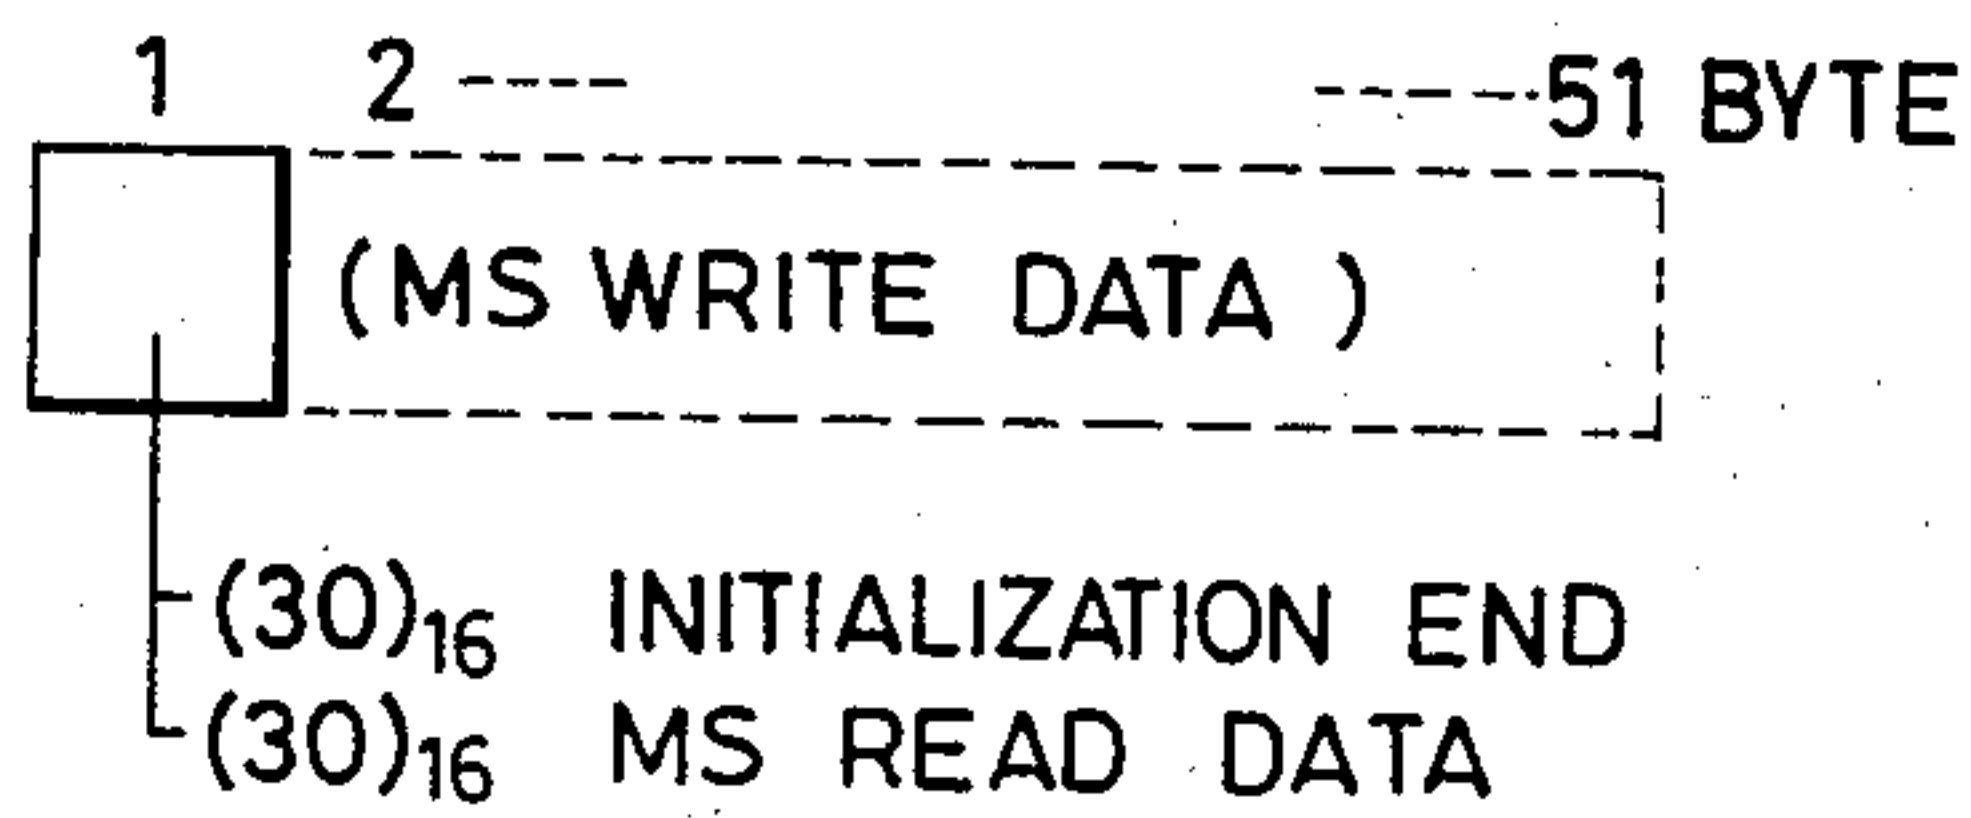 1 2 ----- -----51 BYTE
(MS WRITE DATA )
(30)16 INITIALIZATION END
(30)16 MS READ DATA